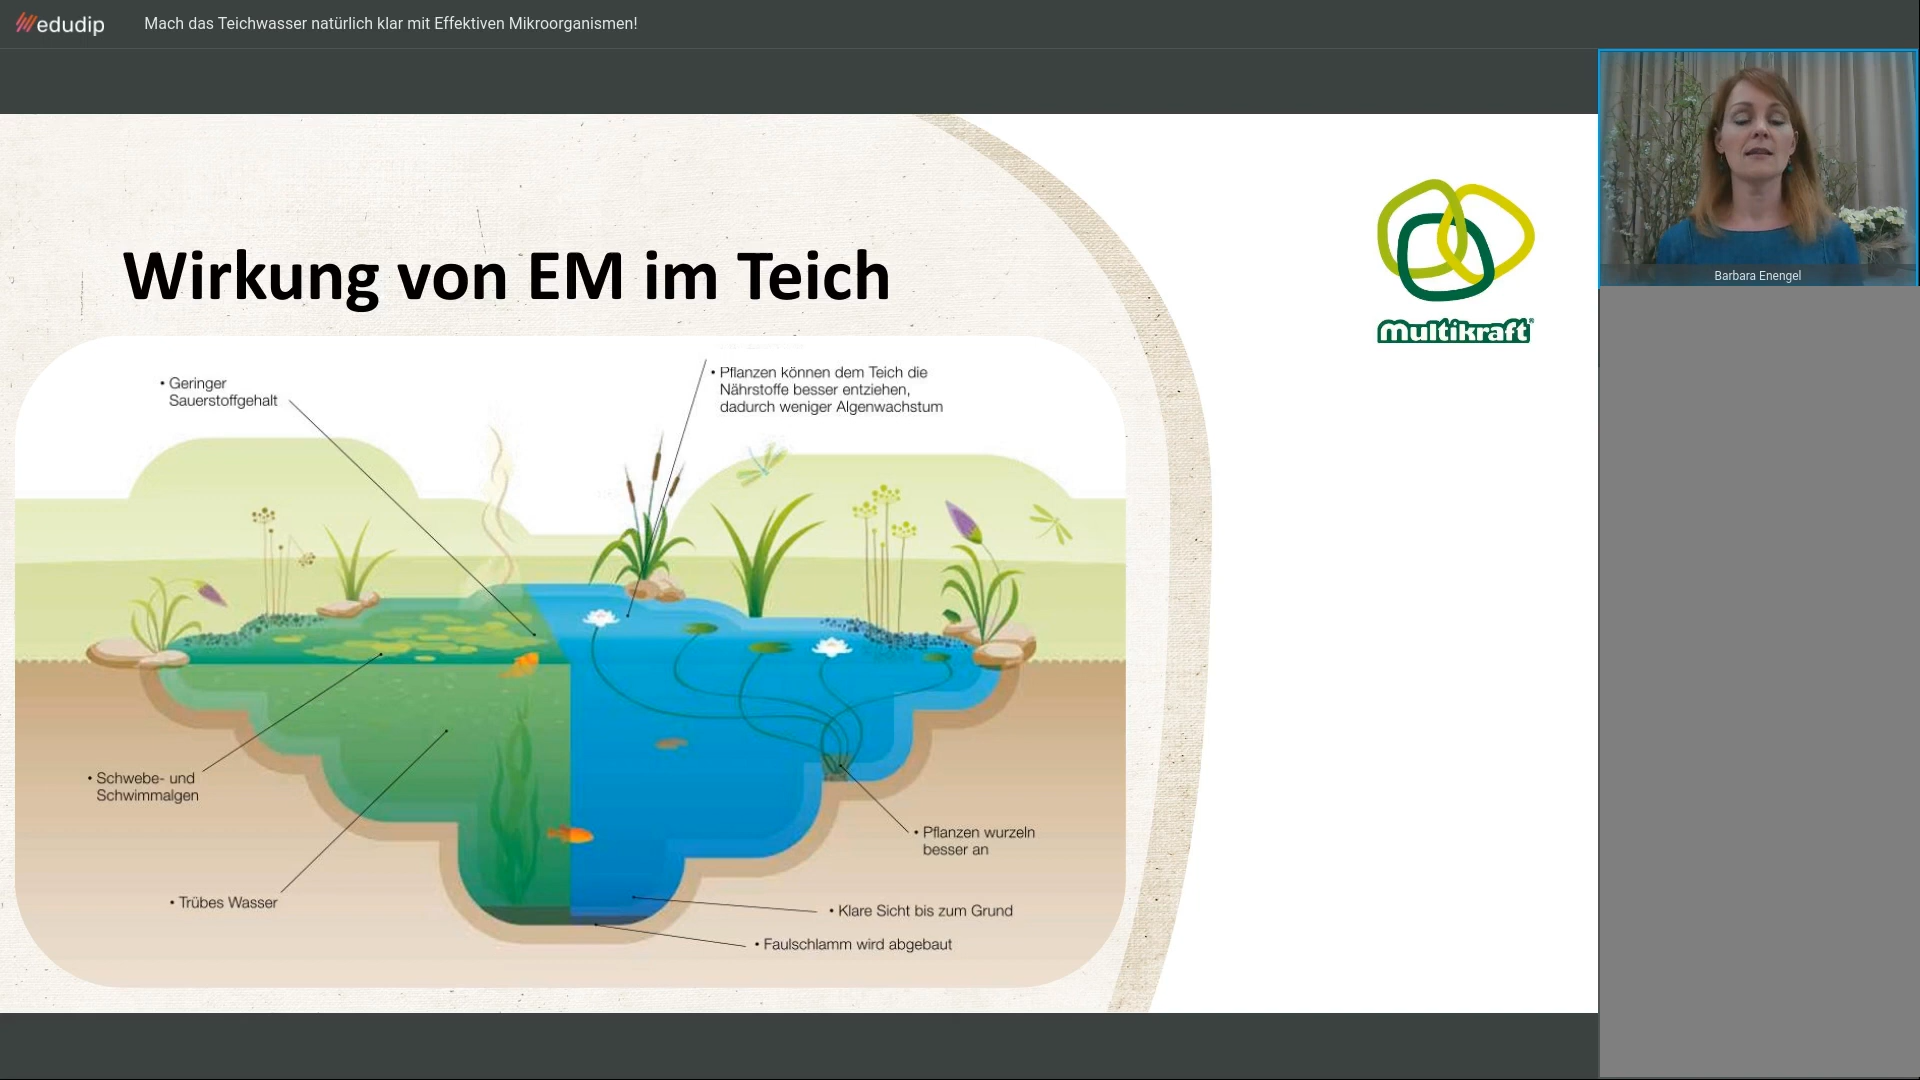 edudip
Mach das Teichwasser natürlich klar mit Effektiven Mikroorganismen!
Barbara Enengel
multikraft®
Wirkung von EM im Teich
• Geringer
Sauerstoffgehalt
• Pflanzen können dem Teich die
Nährstoffe besser entziehen,
dadurch weniger Algenwachstum
• Schwebe- und
Schwimmalgen
• Trübes Wasser
• Pflanzen wurzeln
besser an
• Klare Sicht bis zum Grund
• Faulschlamm wird abgebaut